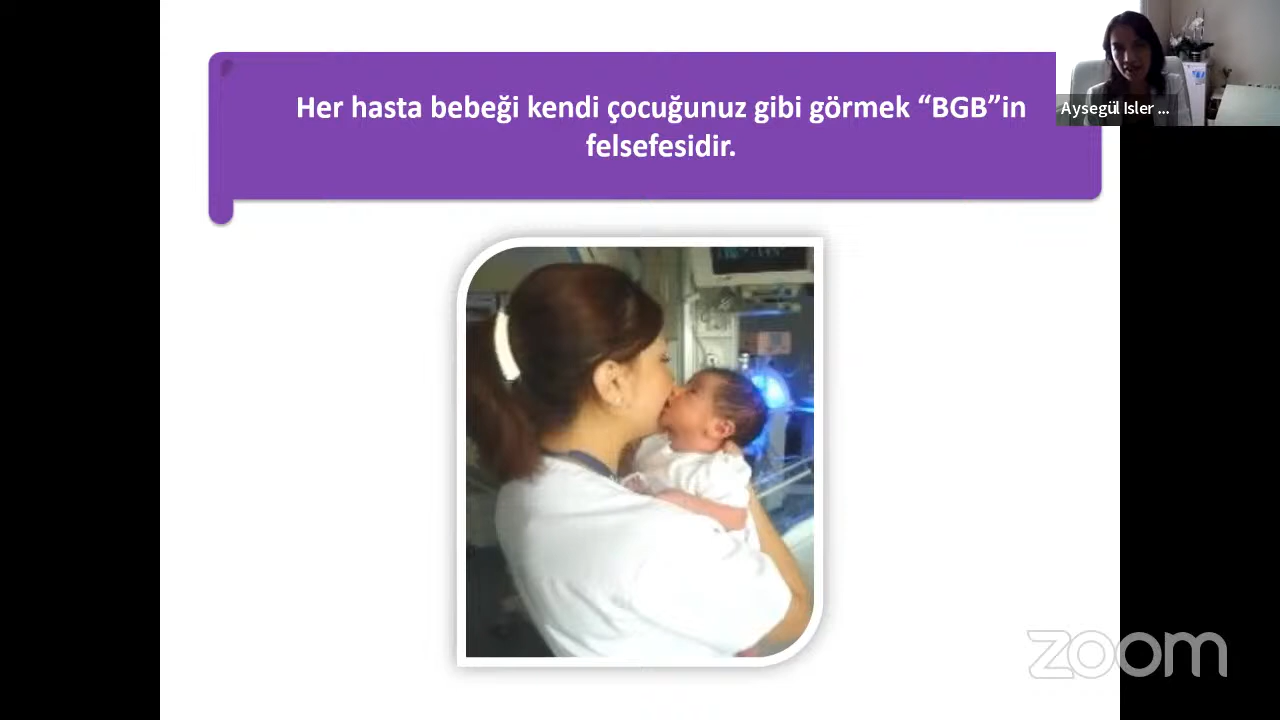 Her hasta bebeği kendi çocuğunuz gibi görmek “BGB”in
felsefesidir.
Aysegül Isler ...
zoom